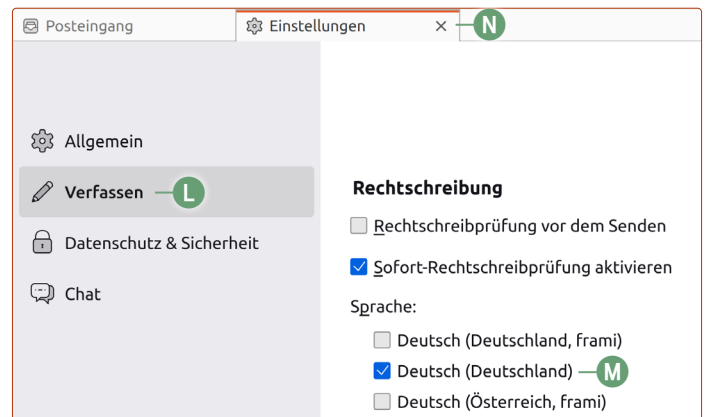 Posteingang
Einstellungen
N
Allgemein
Verfassen L
Datenschutz & Sicherheit
Chat
Rechtschreibung
Rechtschreibprüfung vor dem Senden
Sofort-Rechtschreibprüfung aktivieren
Sprache:
Deutsch (Deutschland, frami)
Deutsch (Deutschland) M
Deutsch (Österreich, frami)